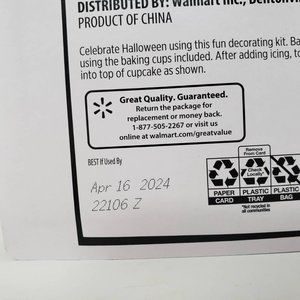 DISTRIBUTED BY: Walmart Inc.,
PRODUCT OF CHINA
Celebrate Halloween using this fun decorating kit.
using the baking cups included. After adding icing,
into top of cupcake as shown.
Great Quality. Guaranteed.
Return the package for
replacement or money back.
1-877-505-2267 or visit us
online at walmart.com/greatvalue
BEST If Used By
Apr 16 2024
22106 Z
Remove
From Card
Check
Locally*
PAPER
CARD
PLASTIC
TRAY
PLASTIC
BAG
*Not recycled in
all communities